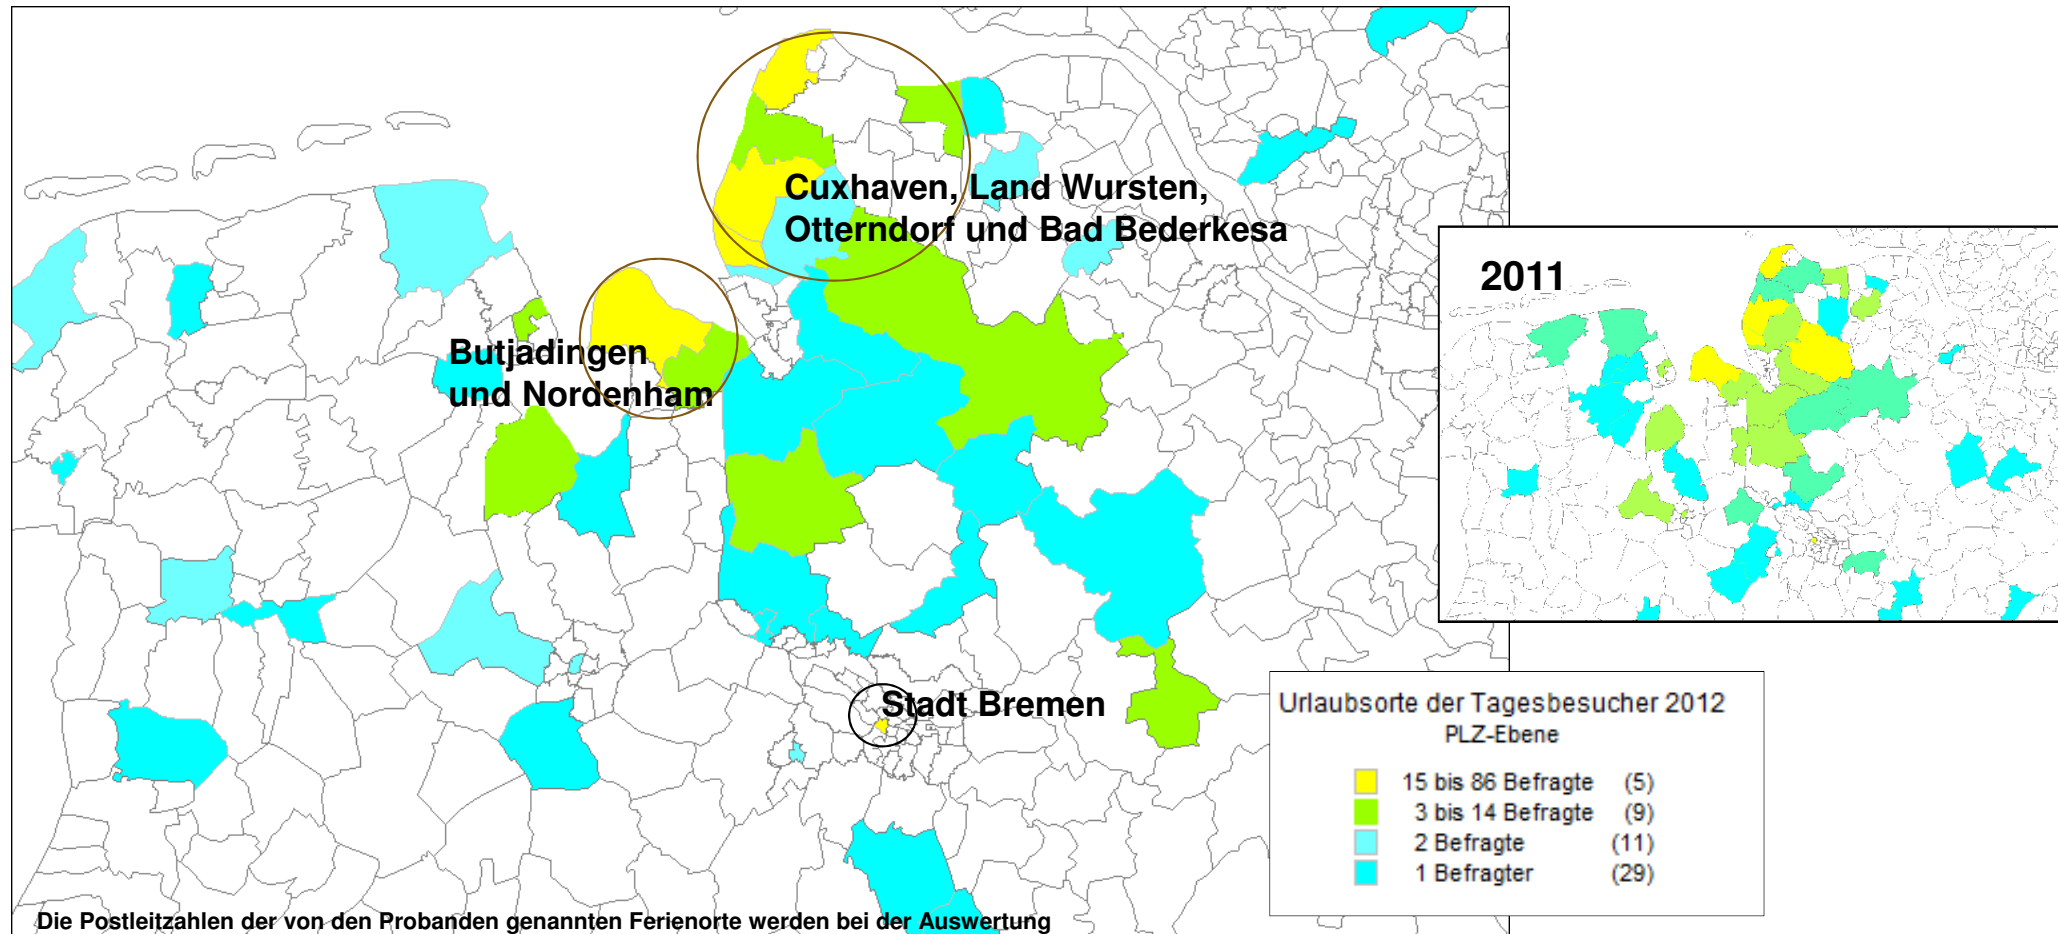 Cuxhaven, Land Wursten,
Otterndorf und Bad Bederkesa
2011
Butjadingen
und Nordenham
Stadt Bremen
Urlaubsorte der Tagesbesucher 2012
PLZ-Ebene
15 bis 86 Befragte (5)
3 bis 14 Befragte (9)
2 Befragte (11)
1 Befragter (29)
Die Postleitzahlen der von den Probanden genannten Ferienorte werden bei der Auswertung